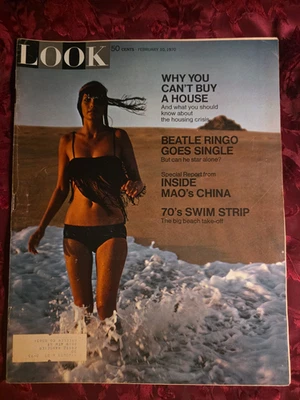 LOOK
50 CENTS · FEBRUARY
WHY YOU
CAN'T BUY
A HOUSE
And what you should
know about
the housing crisis
BEATLE RINGO
GOES SINGLE
But can he star alone?
Special Report from
INSIDE
MAO's CHINA
70's SWIM STRIP
The big beach take-off